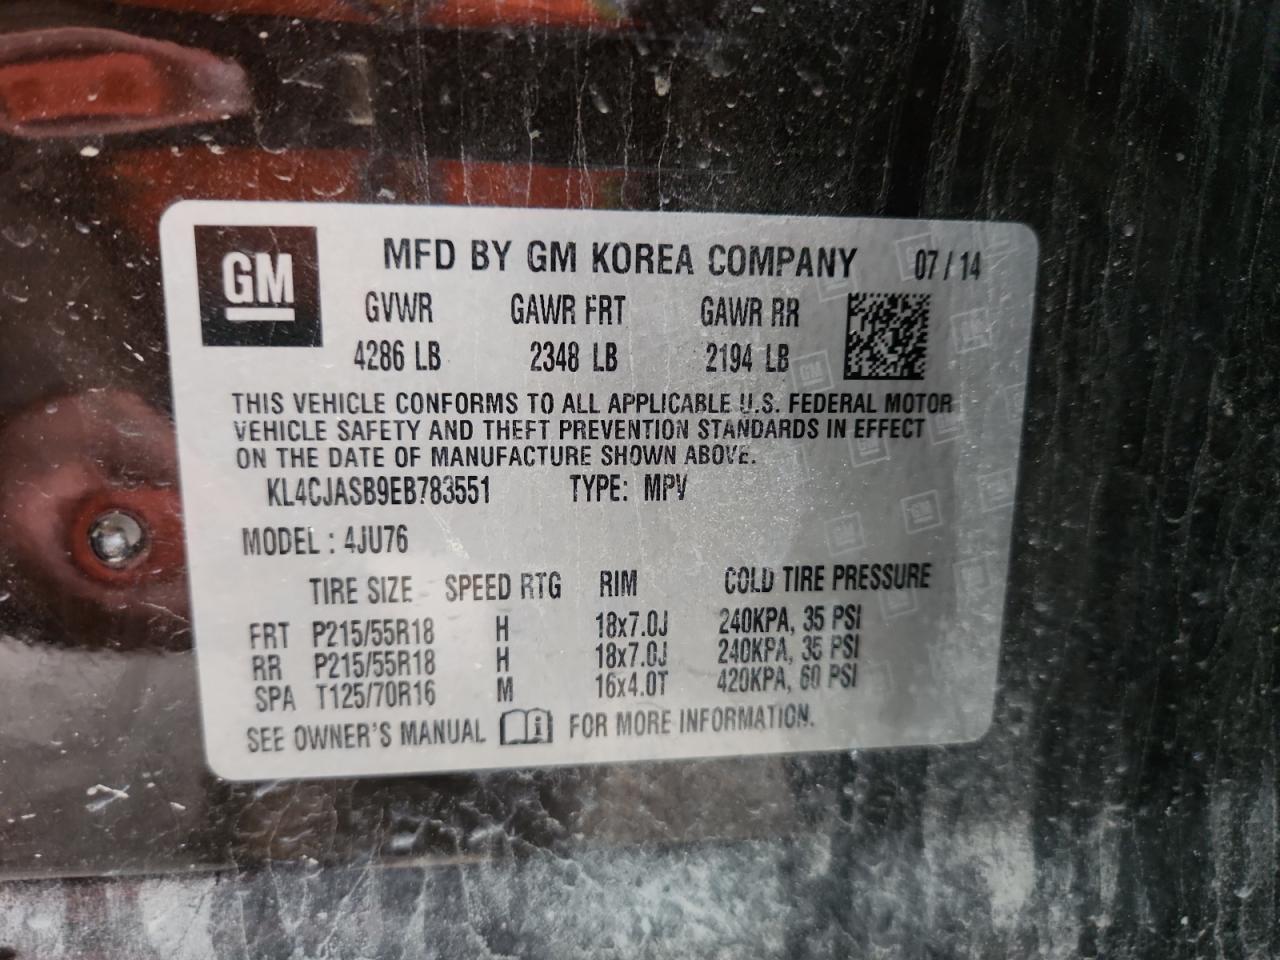 GM
MFD BY GM KOREA COMPANY 07/14
GVWR GAWR FRT GAWR RR
4286 LB 2348 LB 2194 LB
THIS VEHICLE CONFORMS TO ALL APPLICABLE U.S. FEDERAL MOTOR
VEHICLE SAFETY AND THEFT PREVENTION STANDARDS IN EFFECT
ON THE DATE OF MANUFACTURE SHOWN ABOVE.
KL4CJASB9EB783551 TYPE: MPV
MODEL : 4JU76
TIRE SIZE SPEED RTG RIM COLD TIRE PRESSURE
FRT P215/55R18 H 18x7.0J 240KPA, 35 PSI
RR P215/55R18 H 18x7.0J 240KPA, 35 PSI
SPA T125/70R16 M 16x4.0T 420KPA, 60 PSI
SEE OWNER'S MANUAL FOR MORE INFORMATION.